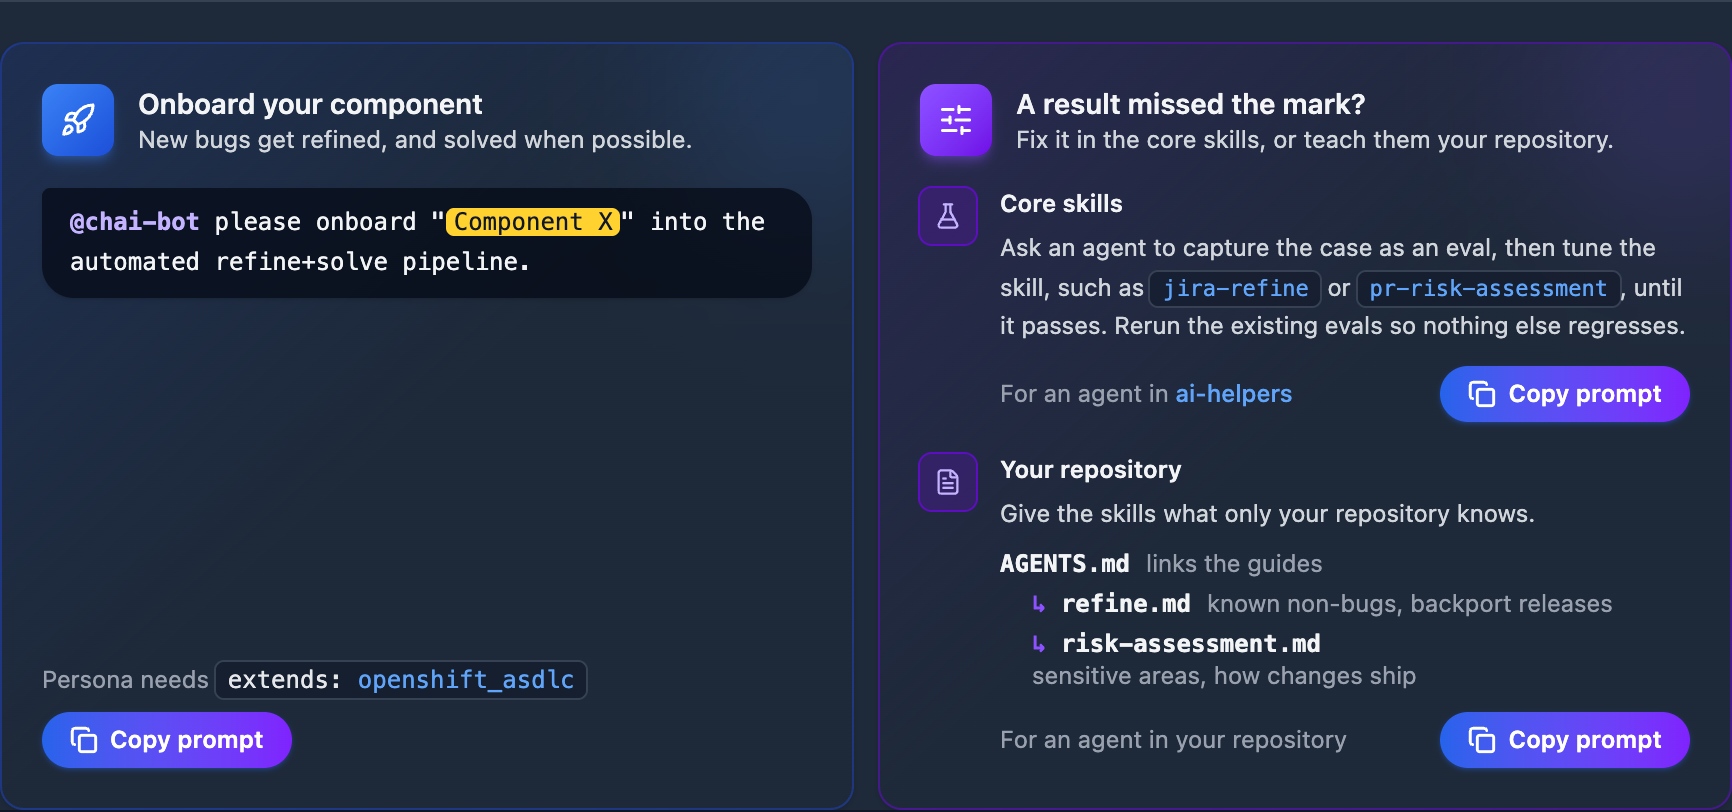 Onboard your component
New bugs get refined, and solved when possible.
@chai-bot please onboard "Component X" into the
automated refine+solve pipeline.
Persona needs extends: openshift_asdlc
Copy prompt
A result missed the mark?
Fix it in the core skills, or teach them your repository.
Core skills
Ask an agent to capture the case as an eval, then tune the
skill, such as jira-refine or pr-risk-assessment, until
it passes. Rerun the existing evals so nothing else regresses.
For an agent in ai-helpers
Copy prompt
Your repository
Give the skills what only your repository knows.
AGENTS.md links the guides
↳ refine.md known non-bugs, backport releases
↳ risk-assessment.md
sensitive areas, how changes ship
For an agent in your repository
Copy prompt